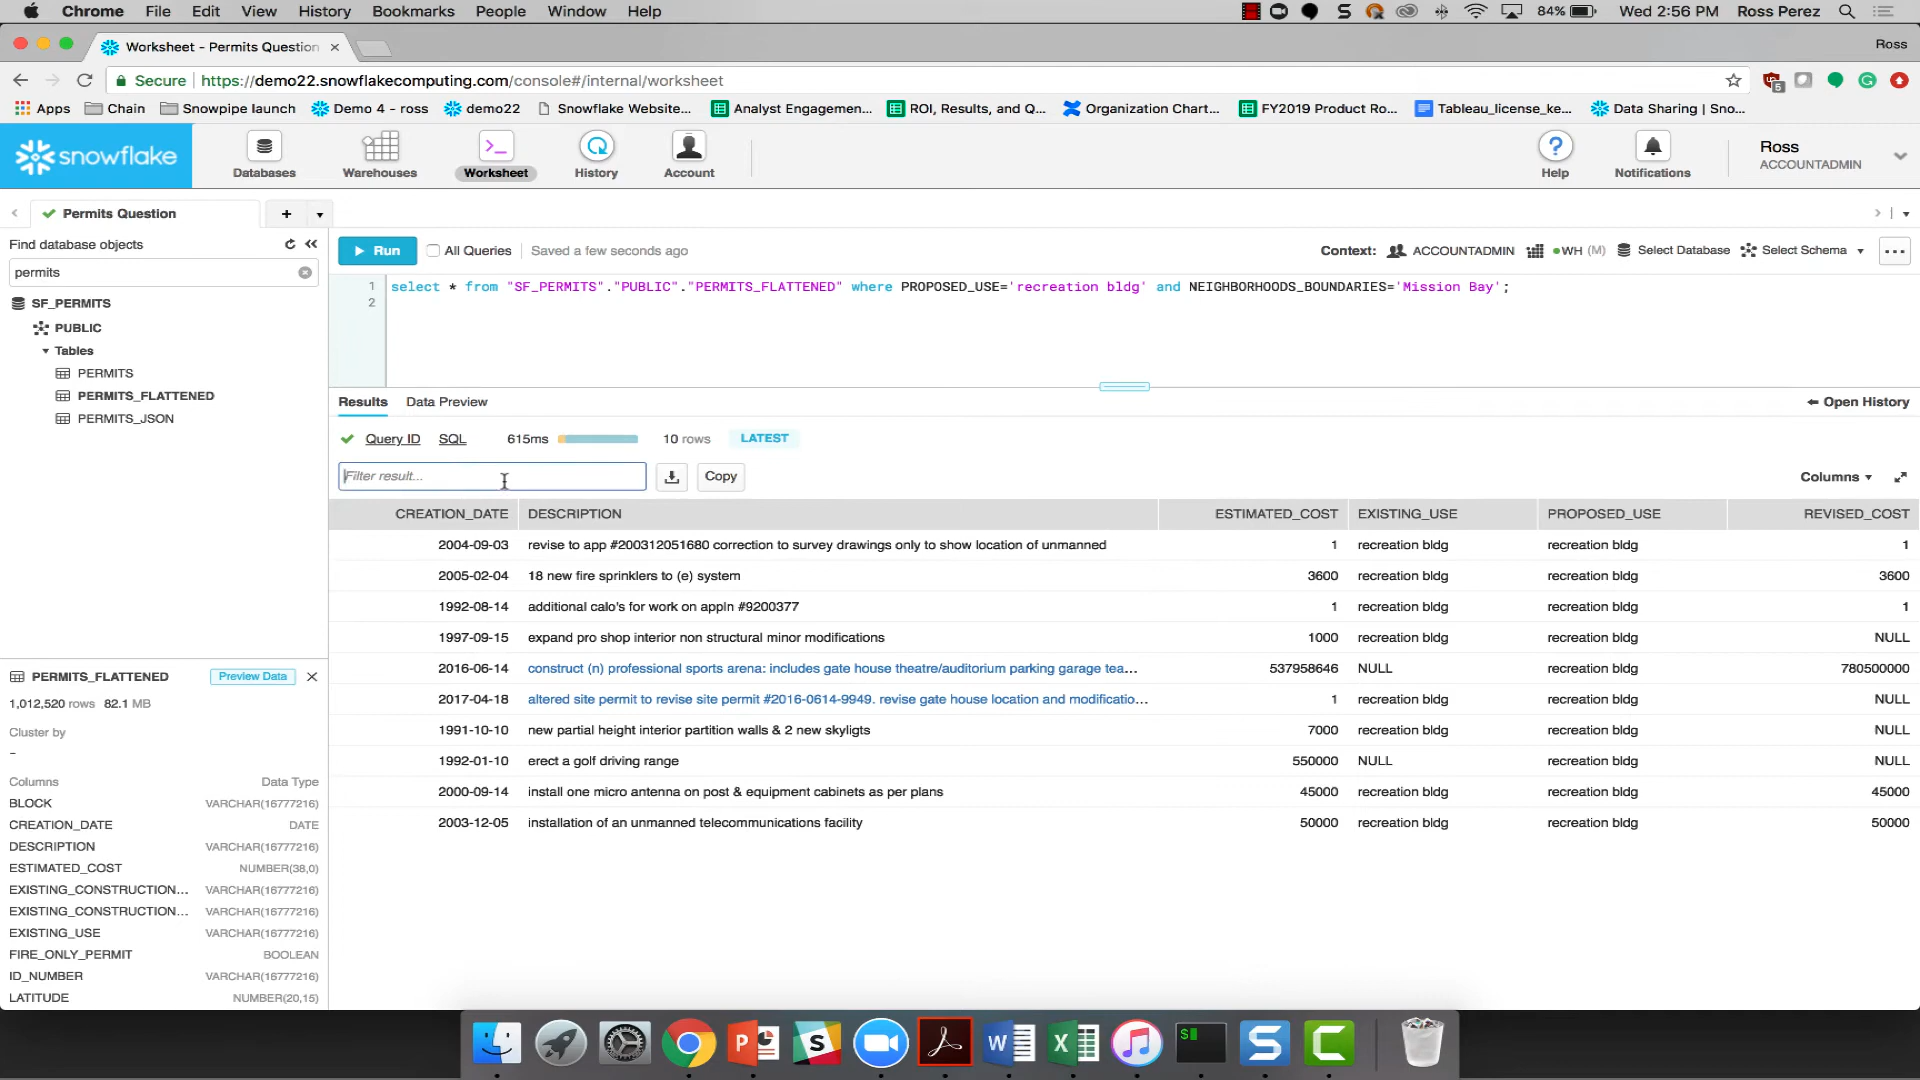 Chrome File Edit View History Bookmarks People Window Help 84% Wed 2:56 PM Ross Perez
Worksheet - Permits Question Ross
Secure https://demo22.snowflakecomputing.com/console#/internal/worksheet
Apps Chain Snowpipe launch Demo 4 - ross demo22 Snowflake Website... Analyst Engagemen... ROI, Results, and Q... Organization Chart... FY2019 Product Ro... Tableau_license_ke... Data Sharing | Sno...
snowflake Databases Warehouses Worksheet History Account Help Notifications Ross
ACCOUNTADMIN
Permits Question
Find database objects
permits
SF_PERMITS
PUBLIC
Tables
PERMITS
PERMITS_FLATTENED
PERMITS_JSON
Run All Queries Saved a few seconds ago Context: ACCOUNTADMIN WH (M) Select Database Select Schema
1 select * from "SF_PERMITS"."PUBLIC"."PERMITS_FLATTENED" where PROPOSED_USE='recreation bldg' and NEIGHBORHOODS_BOUNDARIES='Mission Bay';
2
Results Data Preview Open History
Query ID SQL 615ms 10 rows LATEST
Filter result... Copy Columns
CREATION_DATE DESCRIPTION ESTIMATED_COST EXISTING_USE PROPOSED_USE REVISED_COST
2004-09-03 revise to app #200312051680 correction to survey drawings only to show location of unmanned 1 recreation bldg recreation bldg 1
2005-02-04 18 new fire sprinklers to (e) system 3600 recreation bldg recreation bldg 3600
1992-08-14 additional calo's for work on appln #9200377 1 recreation bldg recreation bldg 1
1997-09-15 expand pro shop interior non structural minor modifications 1000 recreation bldg recreation bldg NULL
2016-06-14 construct (n) professional sports arena: includes gate house theatre/auditorium parking garage tea... 537958646 NULL recreation bldg 780500000
2017-04-18 altered site permit to revise site permit #2016-0614-9949. revise gate house location and modificatio... 1 recreation bldg recreation bldg NULL
1991-10-10 new partial height interior partition walls & 2 new skyligts 7000 recreation bldg recreation bldg NULL
1992-01-10 erect a golf driving range 550000 NULL recreation bldg NULL
2000-09-14 install one micro antenna on post & equipment cabinets as per plans 45000 recreation bldg recreation bldg 45000
2003-12-05 installation of an unmanned telecommunications facility 50000 recreation bldg recreation bldg 50000
PERMITS_FLATTENED Preview Data
1,012,520 rows 82.1 MB
Cluster by
–
Columns Data Type
BLOCK VARCHAR(16777216)
CREATION_DATE DATE
DESCRIPTION VARCHAR(16777216)
ESTIMATED_COST NUMBER(38,0)
EXISTING_CONSTRUCTION... VARCHAR(16777216)
EXISTING_CONSTRUCTION... VARCHAR(16777216)
EXISTING_USE VARCHAR(16777216)
FIRE_ONLY_PERMIT BOOLEAN
ID_NUMBER VARCHAR(16777216)
LATITUDE NUMBER(20,15)